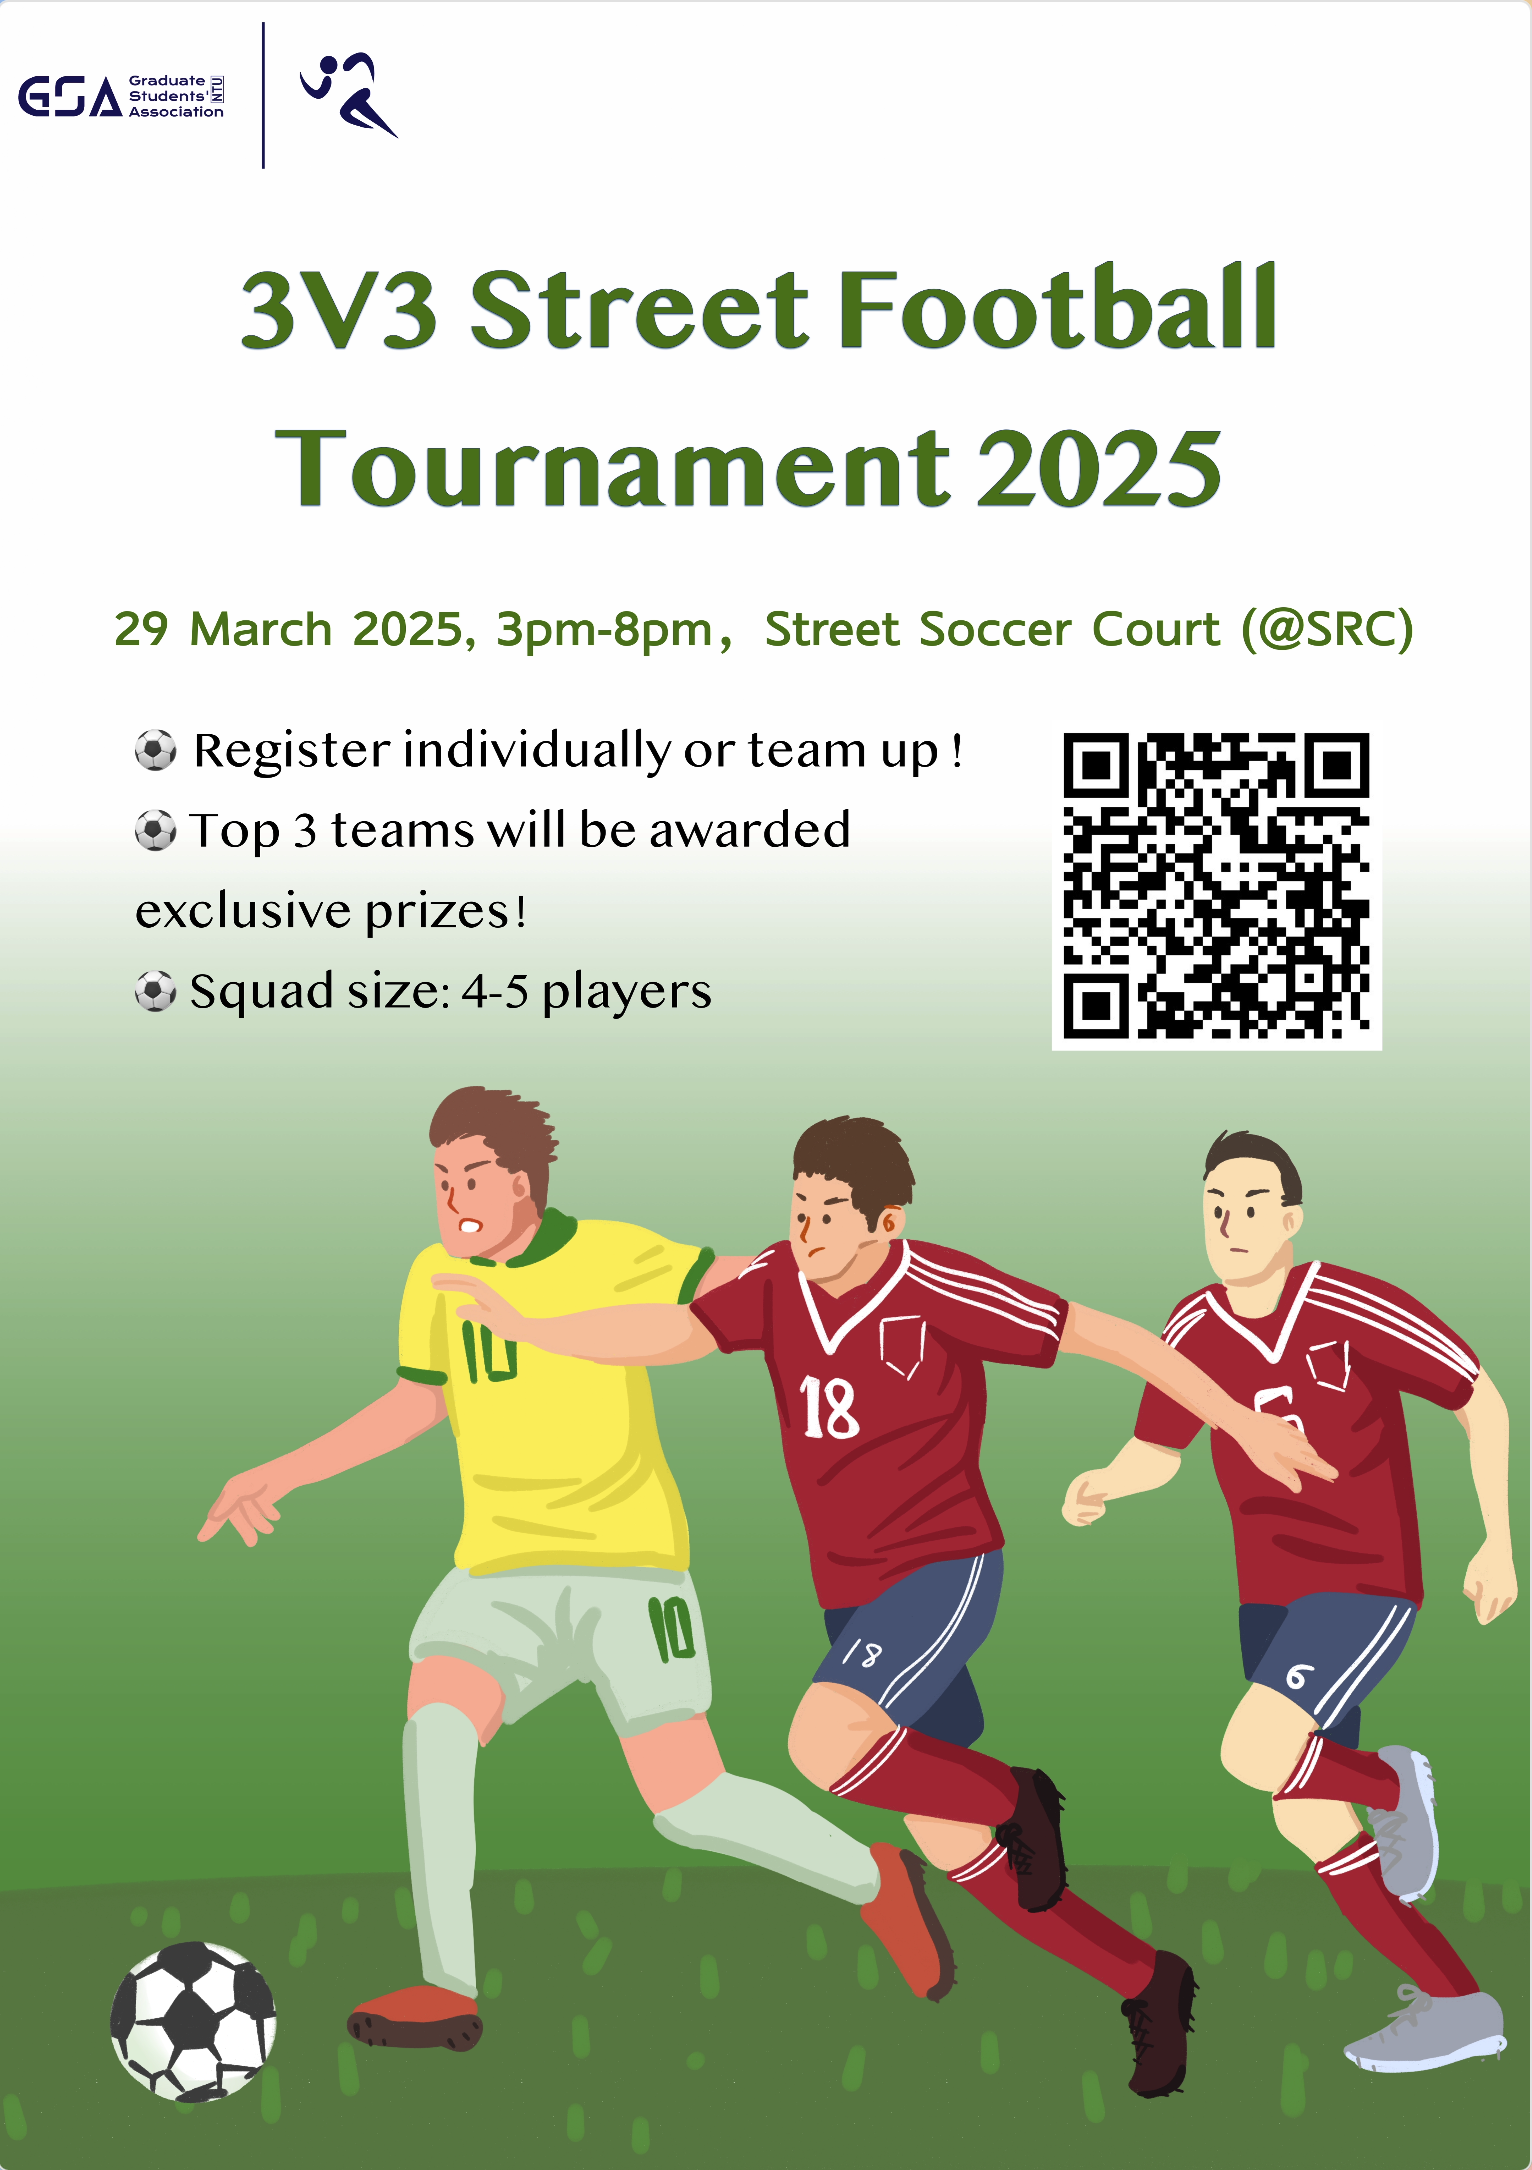 GSA
Graduate
Students'
Association
NTU
3V3 Street Football
Tournament 2025
29 March 2025, 3pm-8pm，Street Soccer Court (@SRC)
⚽ Register individually or team up !
⚽ Top 3 teams will be awarded
exclusive prizes!
⚽ Squad size: 4-5 players
10
18
6
10
18
6